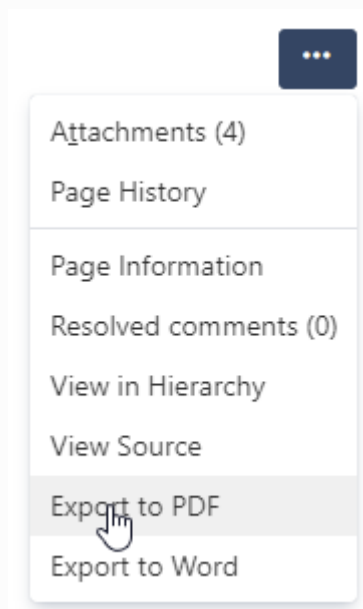 •••
Attachments (4)
Page History
Page Information
Resolved comments (0)
View in Hierarchy
View Source
Export to PDF
Export to Word